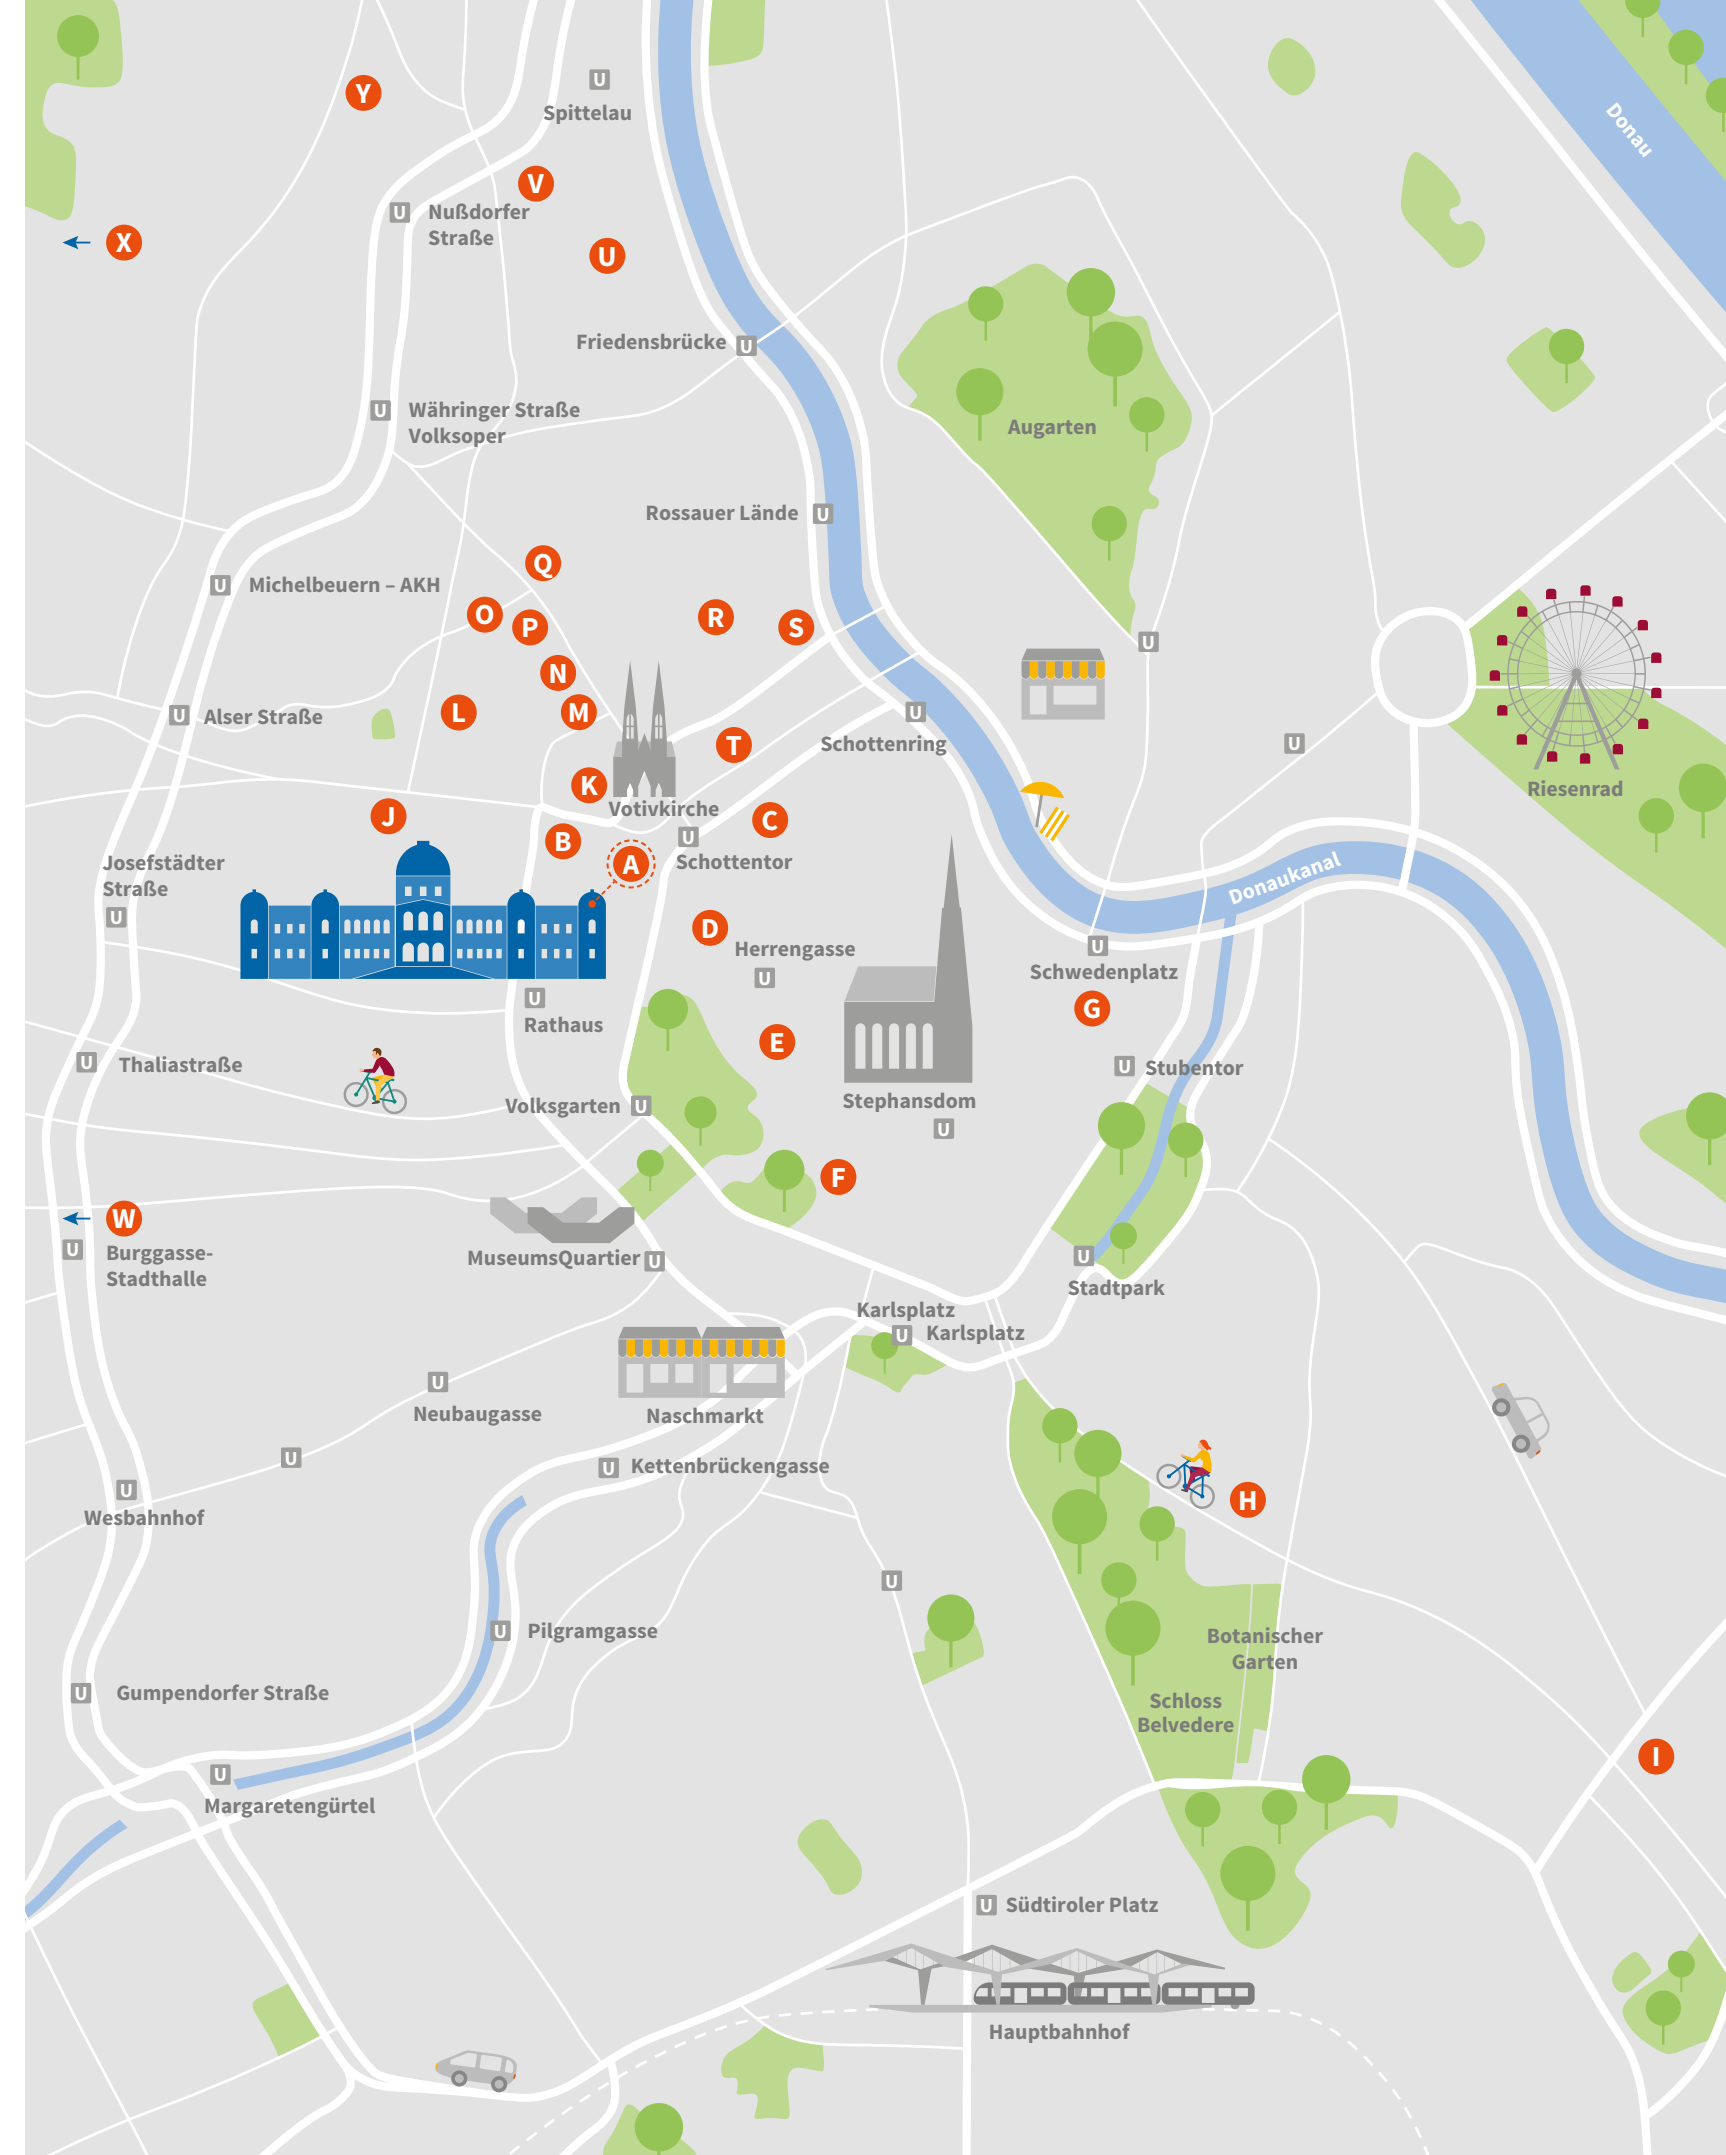 Donau
Y
U
Spittelau
V
U
Nußdorfer
Straße
X
U
Friedensbrücke
U
U
Währinger Straße
Volksoper
Augarten
Rossauer Lände
U
Q
U
Michelbeuern – AKH
O
P
R
S
U
N
L
M
U
Alser Straße
U
Schottenring
T
U
K
Riesenrad
Votivkirche
J
C
B
U
Schottentor
A
Josefstädter
Straße
U
Donaukanal
D
Herrengasse
U
U
Schwedenplatz
G
U
Rathaus
E
U
Thaliastraße
U
Stubentor
Volksgarten
U
Stephansdom
U
F
W
U
Burggasse-
Stadthalle
MuseumsQuartier
U
U
Stadtpark
Karlsplatz
U
Karlsplatz
U
Neubaugasse
Naschmarkt
U
U
Kettenbrückengasse
U
Wesbahnhof
H
U
U
Pilgramgasse
Botanischer
Garten
U
Gumpendorfer Straße
Schloss
Belvedere
I
U
Margaretengürtel
U
Südtiroler Platz
Hauptbahnhof